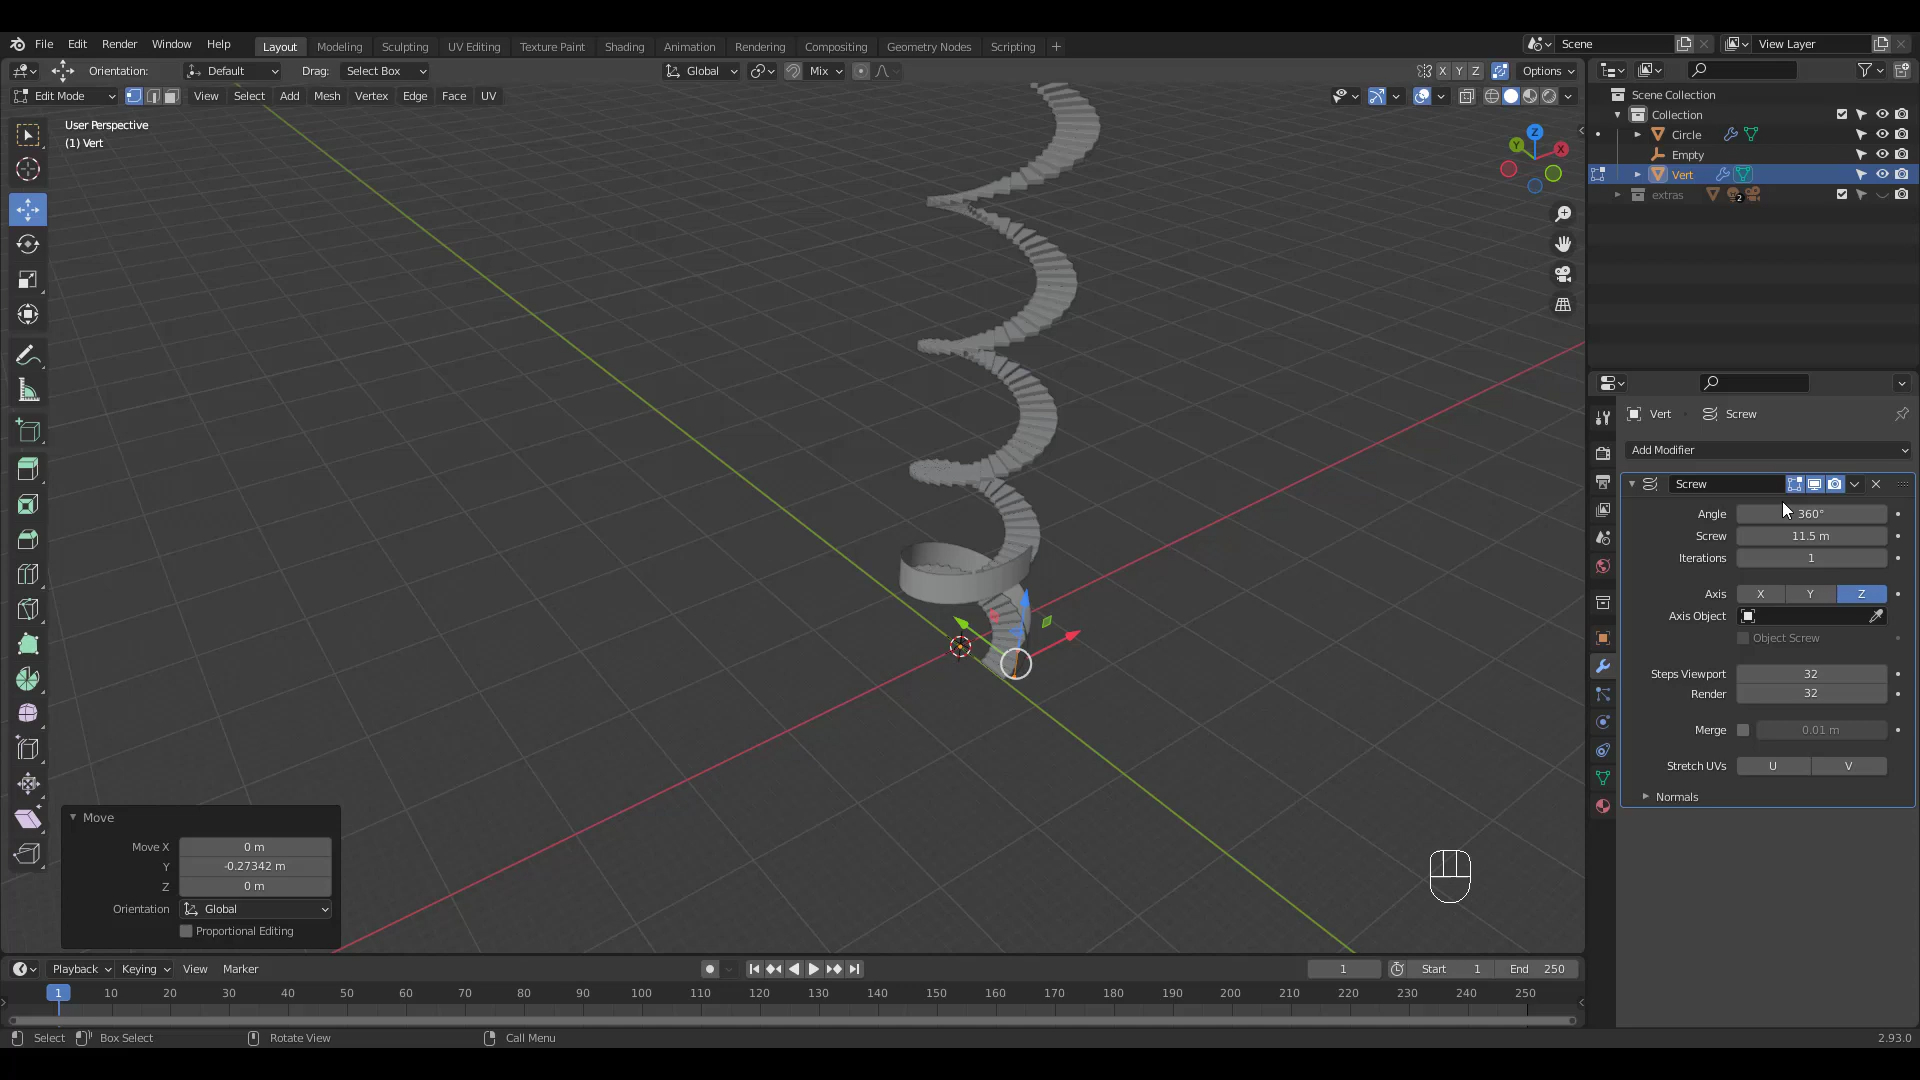 File Edit Render Window Help Layout Modeling Sculpting UV Editing Texture Paint Shading Animation Rendering Compositing Geometry Nodes Scripting + Scene View Layer
Orientation: Default Drag: Select Box Global Mix X Y Z Options
Edit Mode View Select Add Mesh Vertex Edge Face UV
User Perspective
(1) Vert
Z
Y
X
Scene Collection
Collection
Circle
Empty
Vert
extras 2
Vert Screw
Add Modifier
Screw
Angle 360°
Screw 11.5 m
Iterations 1
Axis X Y Z
Axis Object
Object Screw
Steps Viewport 32
Render 32
Merge 0.01 m
Stretch UVs U V
Normals
Move
Move X 0 m
Y -0.27342 m
Z 0 m
Orientation Global
Proportional Editing
Playback Keying View Marker 1 Start 1 End 250
1 10 20 30 40 50 60 70 80 90 100 110 120 130 140 150 160 170 180 190 200 210 220 230 240 250
Select Box Select Rotate View Call Menu 2.93.0